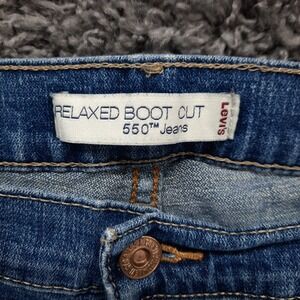 RELAXED BOOT CUT
550™ Jeans
Levi's